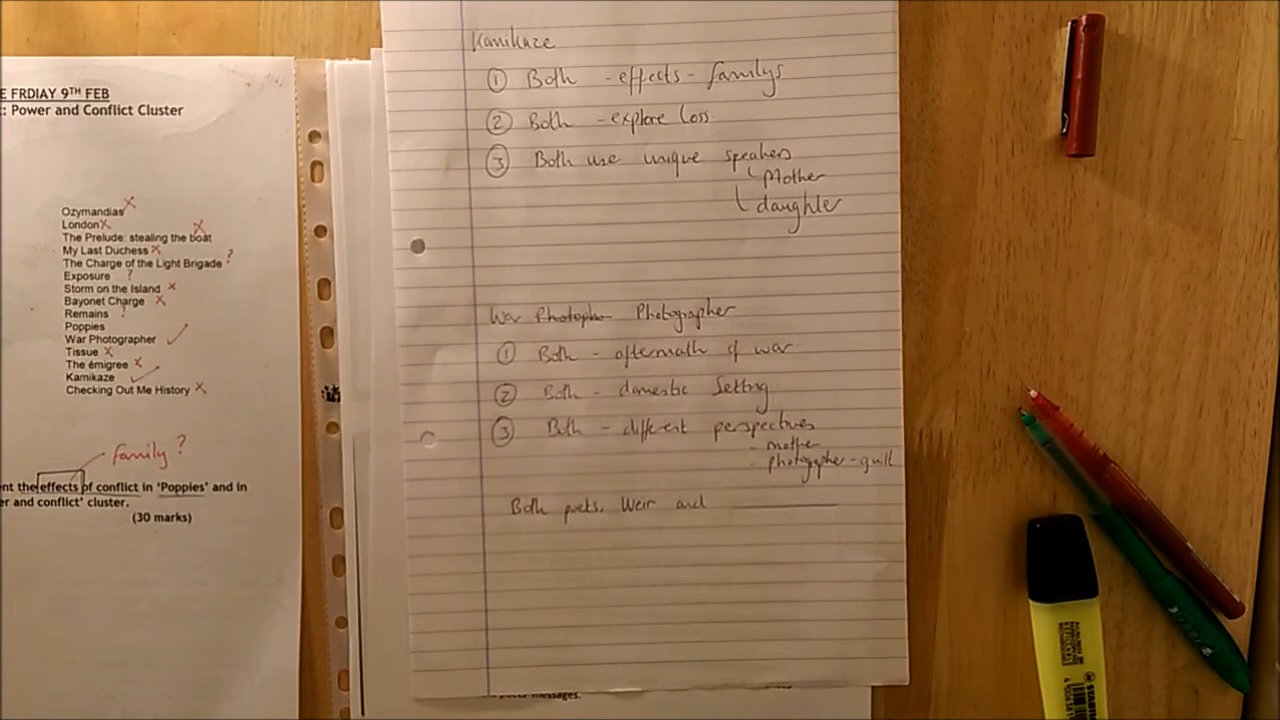 E FRDIAY 9TH FEB
: Power and Conflict Cluster
Ozymandias
London
The Prelude: stealing the boat
My Last Duchess
The Charge of the Light Brigade ?
Exposure ?
Storm on the Island
Bayonet Charge
Remains ?
Poppies
War Photographer
Tissue
The émigree
Kamikaze
Checking Out Me History
family ?
nt the effects of conflict in 'Poppies' and in
er and conflict' cluster.
(30 marks)
Kamikaze
① Both - effects - familys
② Both - explore loss
③ Both use unique speakers
Mother
daughter
War Photographer
① Both - aftermath of war
② Both - domestic Setting
③ Both - different perspectives
- mother
- photographer - guilt
Both poets, Weir and
messages.
STABILO